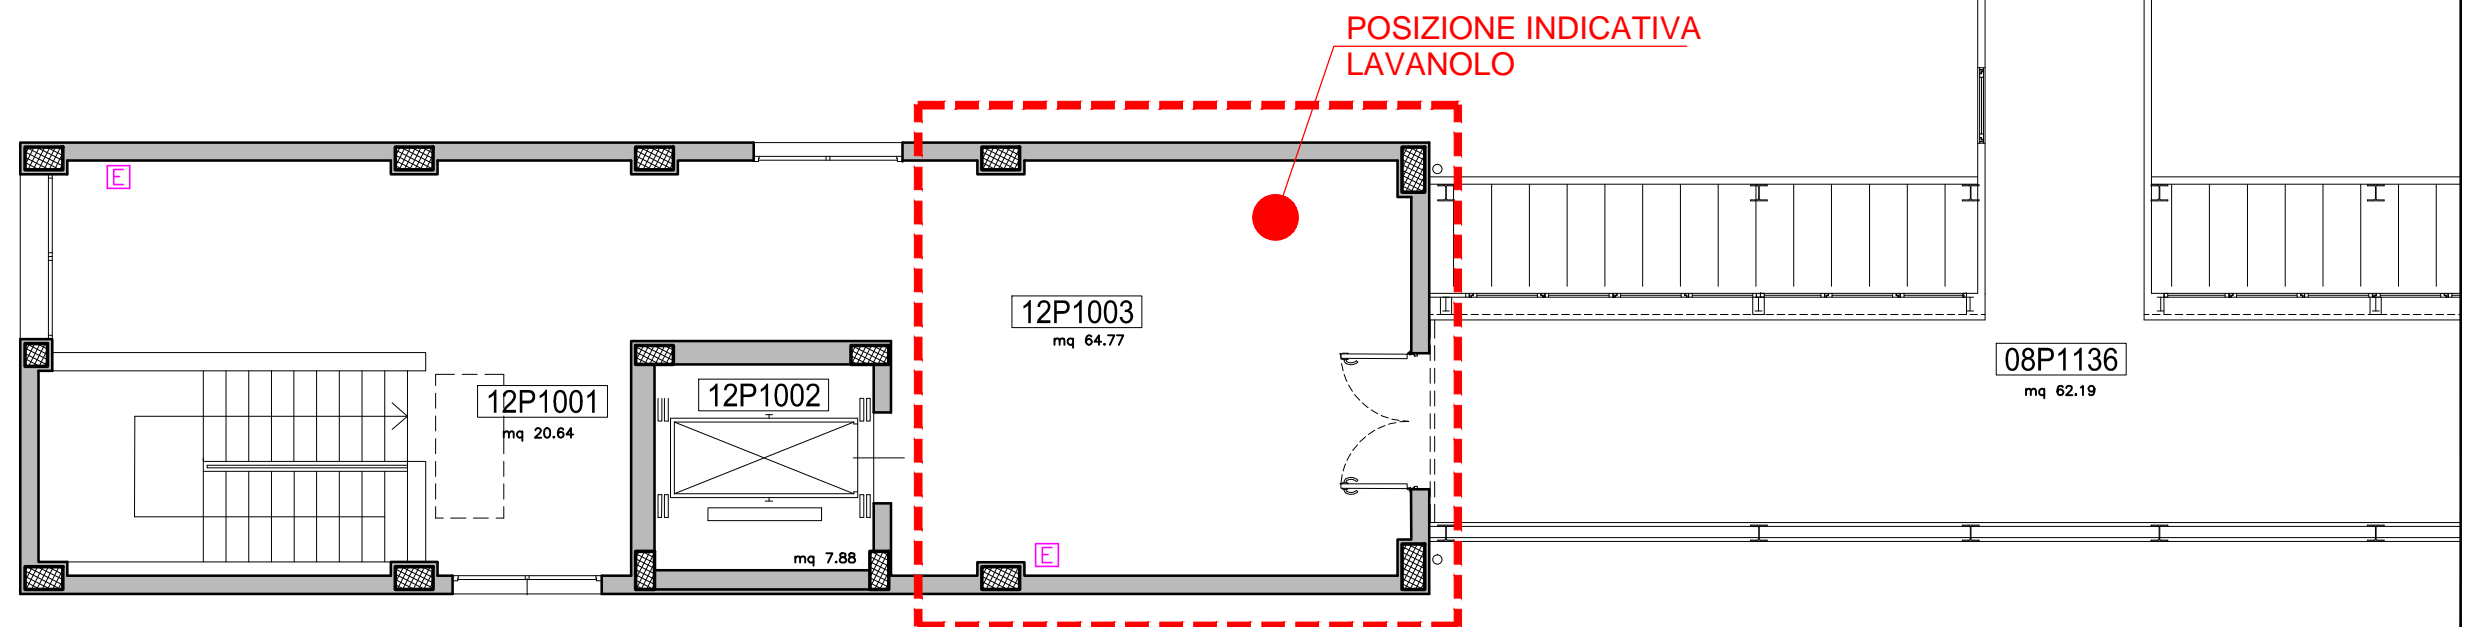 POSIZIONE INDICATIVA
LAVANOLO
E
12P1003
mq 64.77
08P1136
mq 62.19
12P1001
mq 20.64
12P1002
mq 7.88
E